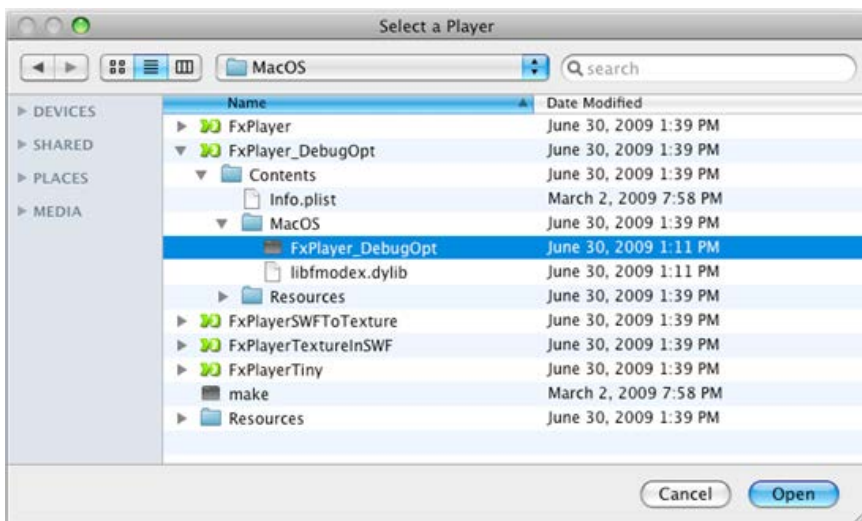 Select a Player
MacOS
search
DEVICES
SHARED
PLACES
MEDIA
Name Date Modified
FxPlayer June 30, 2009 1:39 PM
FxPlayer_DebugOpt June 30, 2009 1:39 PM
Contents June 30, 2009 1:39 PM
Info.plist March 2, 2009 7:58 PM
MacOS June 30, 2009 1:39 PM
FxPlayer_DebugOpt June 30, 2009 1:11 PM
libfmodex.dylib June 30, 2009 1:11 PM
Resources June 30, 2009 1:39 PM
FxPlayerSWFToTexture June 30, 2009 1:39 PM
FxPlayerTextureInSWF June 30, 2009 1:39 PM
FxPlayerTiny June 30, 2009 1:39 PM
make March 2, 2009 7:58 PM
Resources June 30, 2009 1:39 PM
Cancel Open